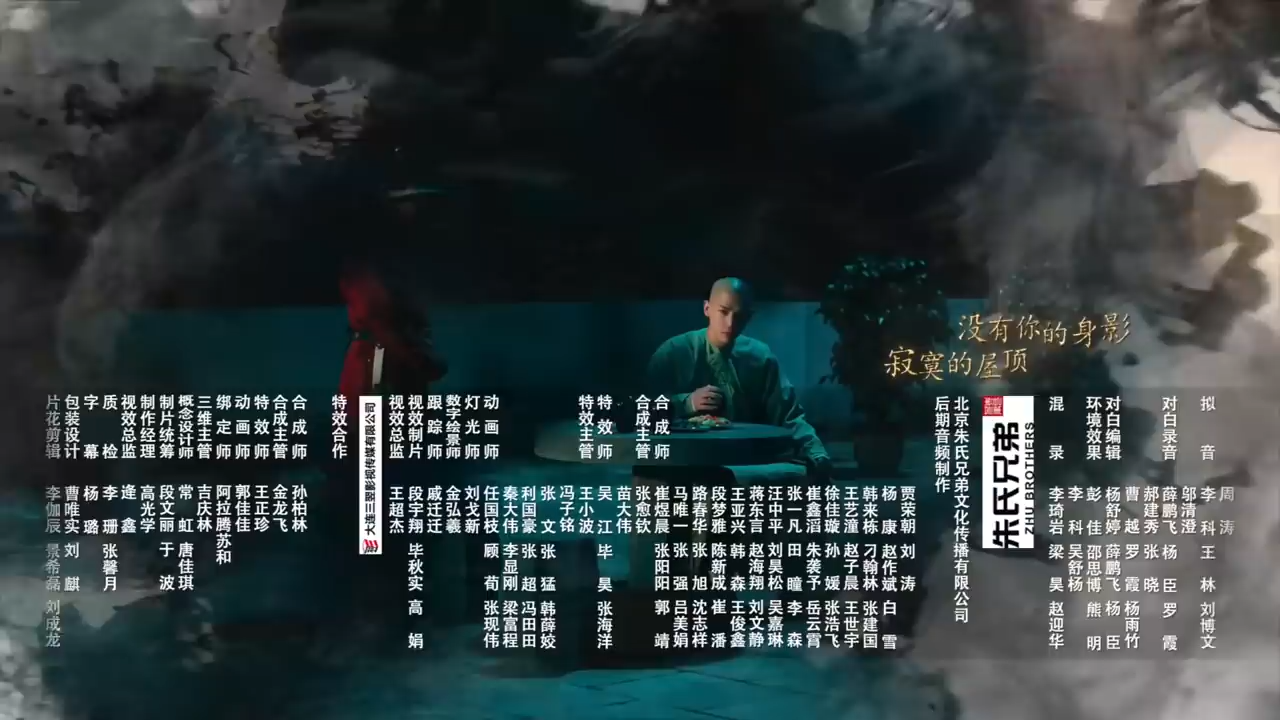 没有你的身影
寂寞的屋顶
周涛
拟音 李科 王林 刘博文
邬清澄
对白录音 薛鹏飞 杨臣 罗霞
郝建秀 张晓
曹越 罗霞 杨雨竹
对白编辑 杨舒婷 薛鹏飞 杨臣
环境效果 彭佳 邵思博 熊明
李科 吴舒杨
混录 李琦岩 梁昊 赵迎华
ZHU BROTHERS
朱氏兄弟
北京朱氏兄弟文化传播有限公司
后期音频制作
贾荣朝 刘涛
杨康 赵作斌 白雪
韩来栋 刁翰林 张建国
王艺潼 赵子晨 王世宇
徐佳璇 孙媛 张浩飞
崔鑫滔 朱袭予 岳云霄
张一凡 田瞳 李森
汪中平 刘昊松 吴嘉琳
蒋东言 赵海翔 刘文静
王亚兴 韩森 王俊鑫
段梦雅 陈新成 崔潘
路春华 张旭 沈志祥
马唯一 张强 吕美娟
合成师 崔煜晨 张阳阳 郭靖
合成主管 张愈钦
苗大伟
特效师 吴江 毕昊 张海洋
特效主管 王小波
冯子铭
张文 张猛 韩薛姣
利国豪 张超 冯田田
秦大伟 李显刚 梁富程
动画师 任国枝 顾荀 张现伟
灯光师 刘戈新
数字绘景师 金弘羲
跟踪师 戚迁迁
视效制片 段宇翔 毕秋实 高娟
视效总监 王超杰
大连三翌影视传媒有限公司
特效合作
合成师 孙柏林
合成主管 金龙飞
特效师 王正珍
动画师 郭佳佳
绑定师 阿拉腾苏和
三维主管 吉庆林
概念设计师 常虹 唐佳琪
制片统筹 段文丽 于波
制作经理 高光学
视效总监 逄鑫
质检 李珊 张馨月
字幕 杨璐
包装设计 曹唯实 刘麒
片花剪辑 李伽辰 景希磊 刘成龙